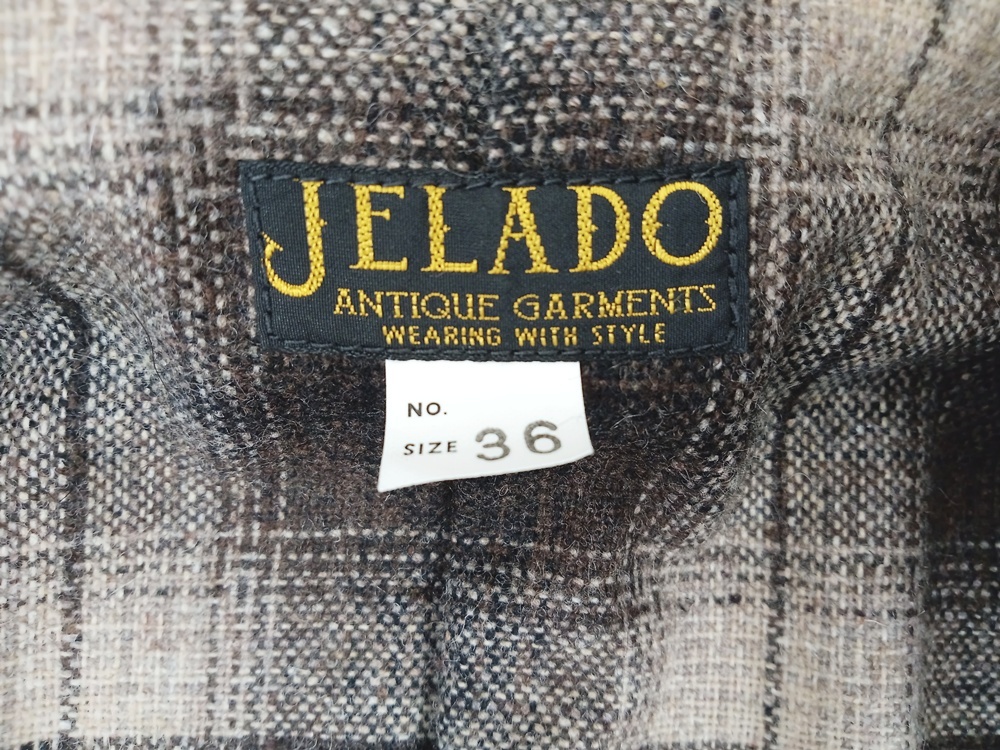 JELADO
ANTIQUE GARMENTS
WEARING WITH STYLE
NO.
SIZE 36